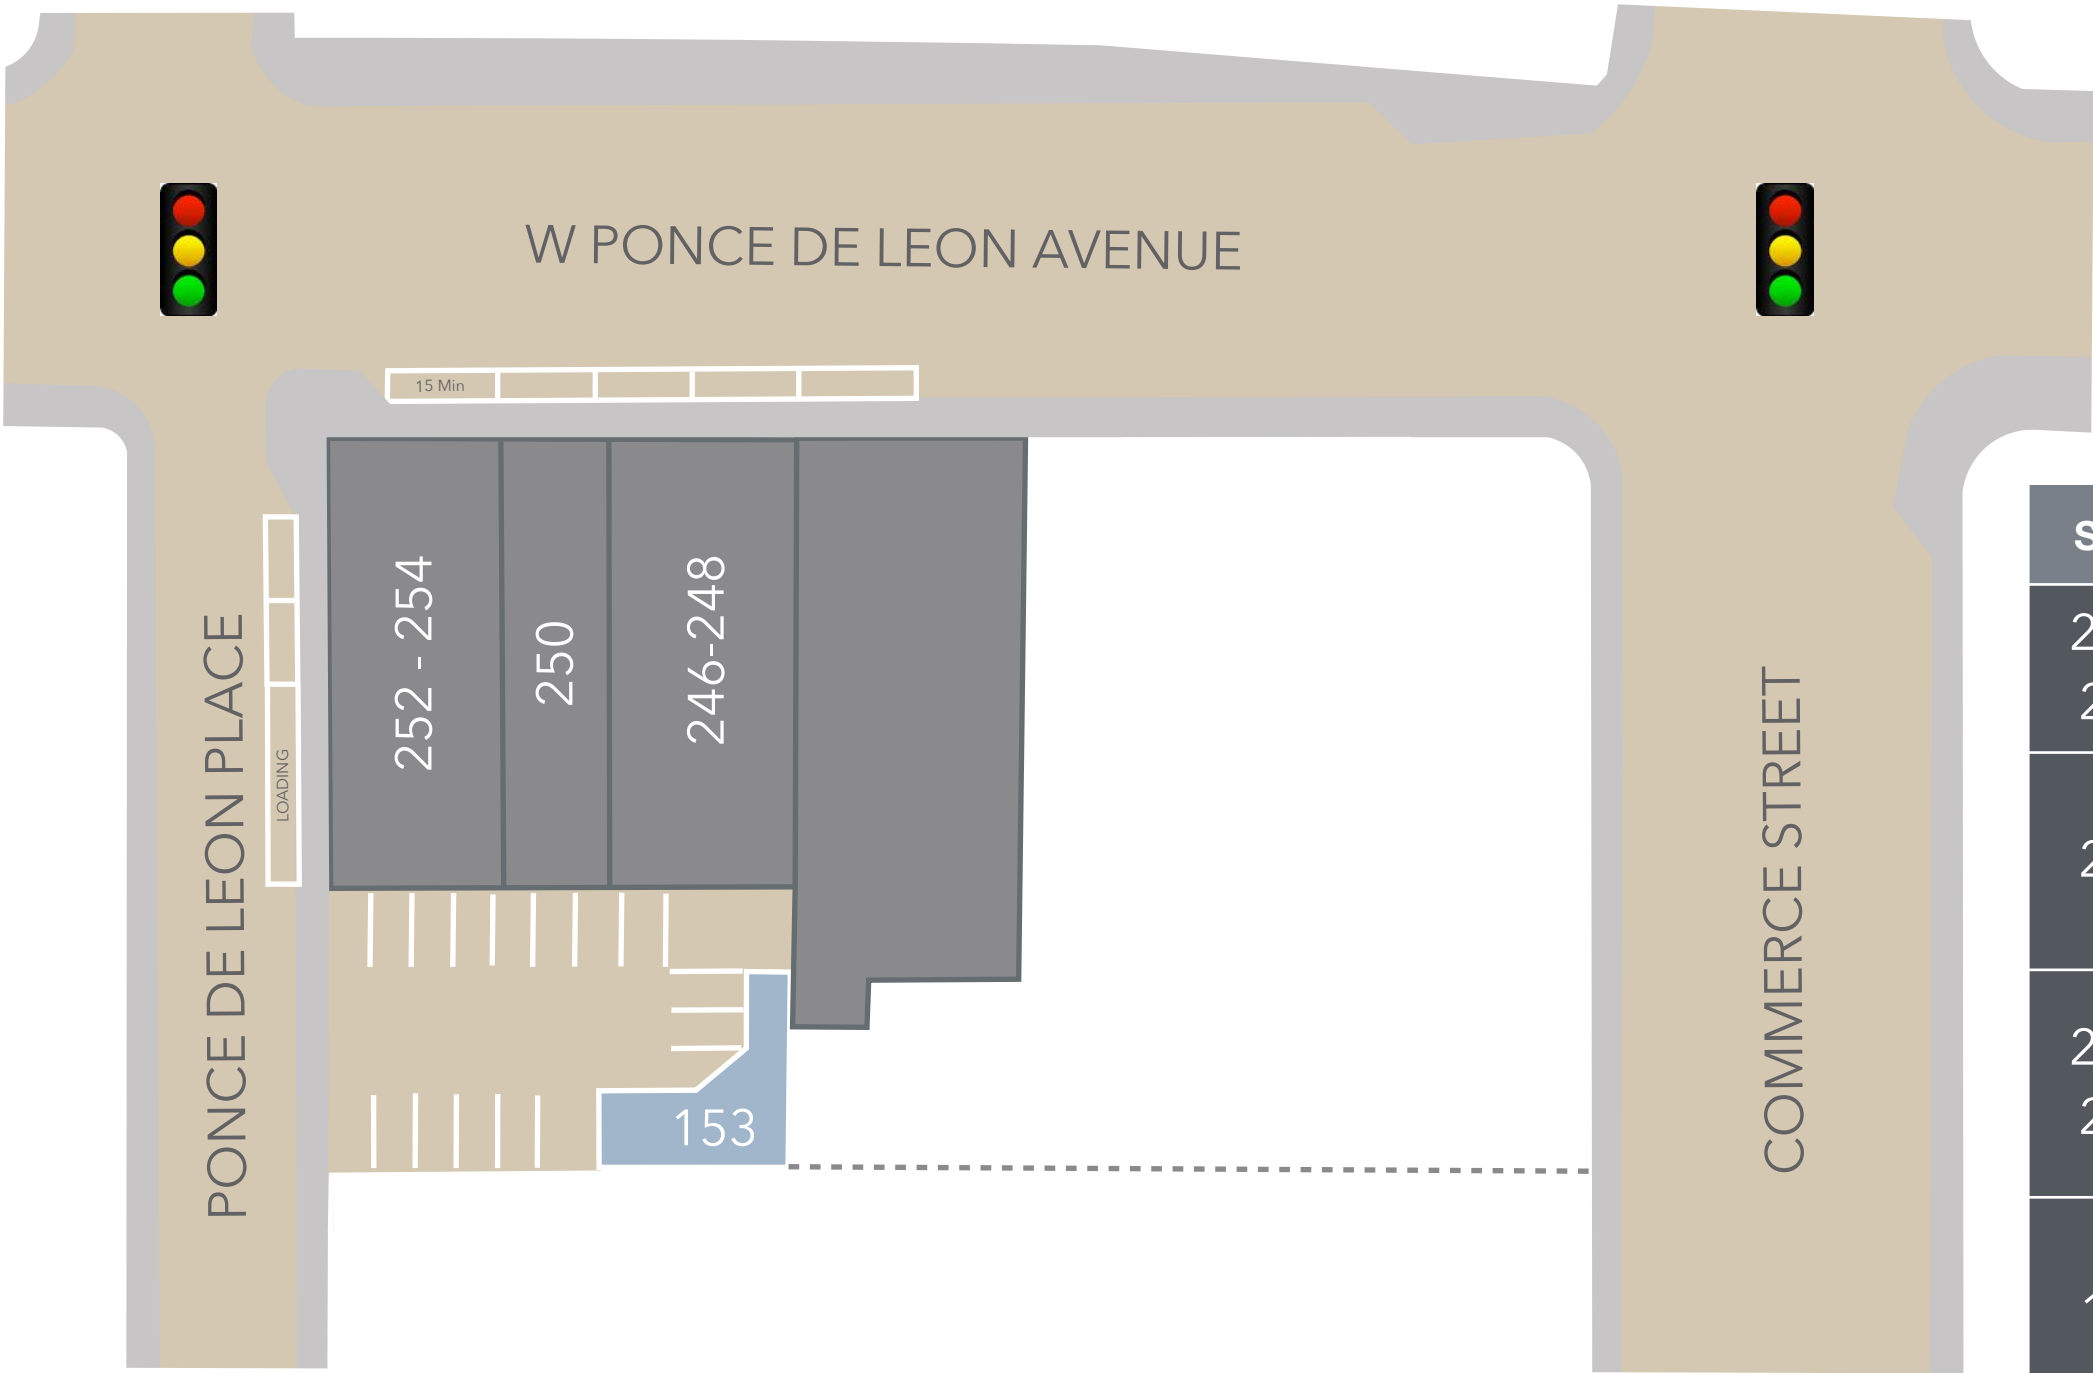 W PONCE DE LEON AVENUE
15 Min
252 - 254
250
246-248
PONCE DE LEON PLACE
LOADING
COMMERCE STREET
153